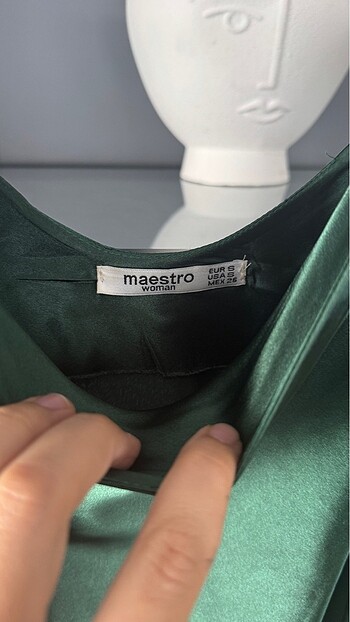 maestro
woman
EUR S
USA S
MEX 26